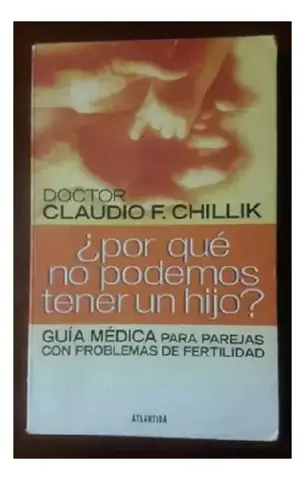 DOCTOR
CLAUDIO F. CHILLIK
¿por qué
no podemos
tener un hijo?
GUÍA MÉDICA PARA PAREJAS
CON PROBLEMAS DE FERTILIDAD
ATLANTIDA